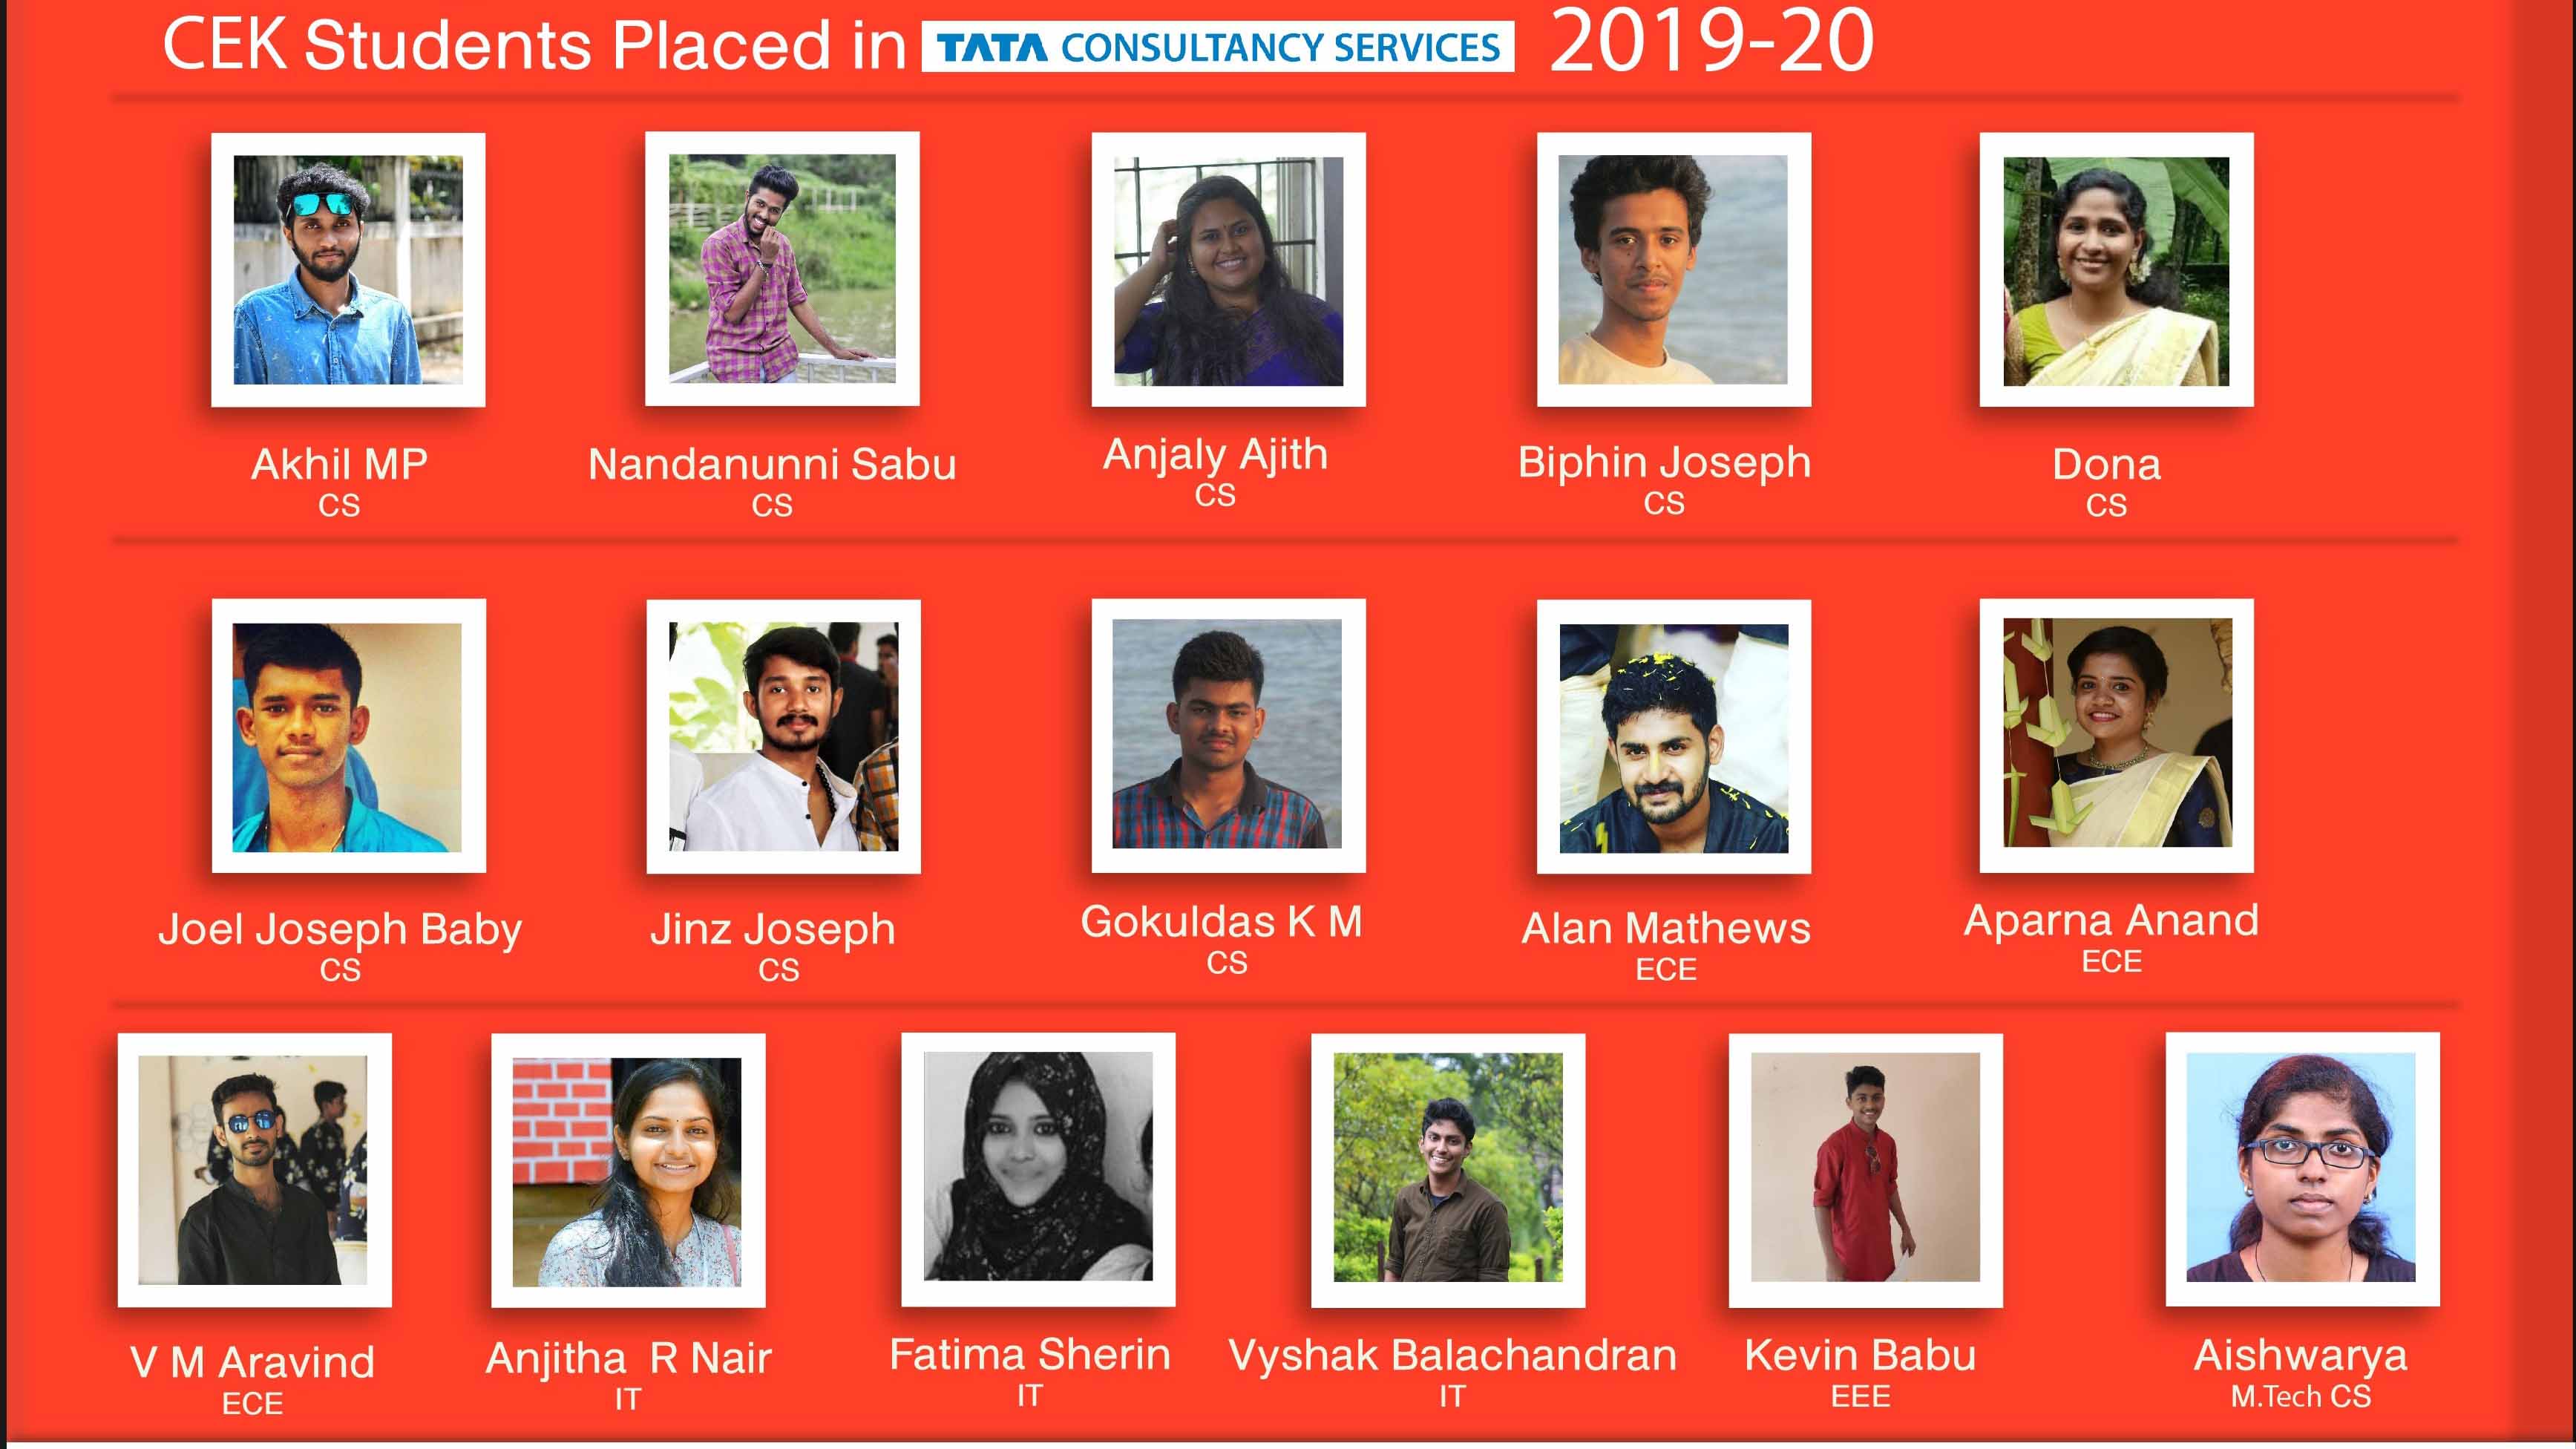 CEK Students Placed in TATA CONSULTANCY SERVICES 2019-20
Akhil MP
CS
Nandanunni Sabu
CS
Anjaly Ajith
CS
Biphin Joseph
CS
Dona
CS
Joel Joseph Baby
CS
Jinz Joseph
CS
Gokuldas K M
CS
Alan Mathews
ECE
Aparna Anand
ECE
V M Aravind
ECE
Anjitha R Nair
IT
Fatima Sherin
IT
Vyshak Balachandran
IT
Kevin Babu
EEE
Aishwarya
M.Tech CS